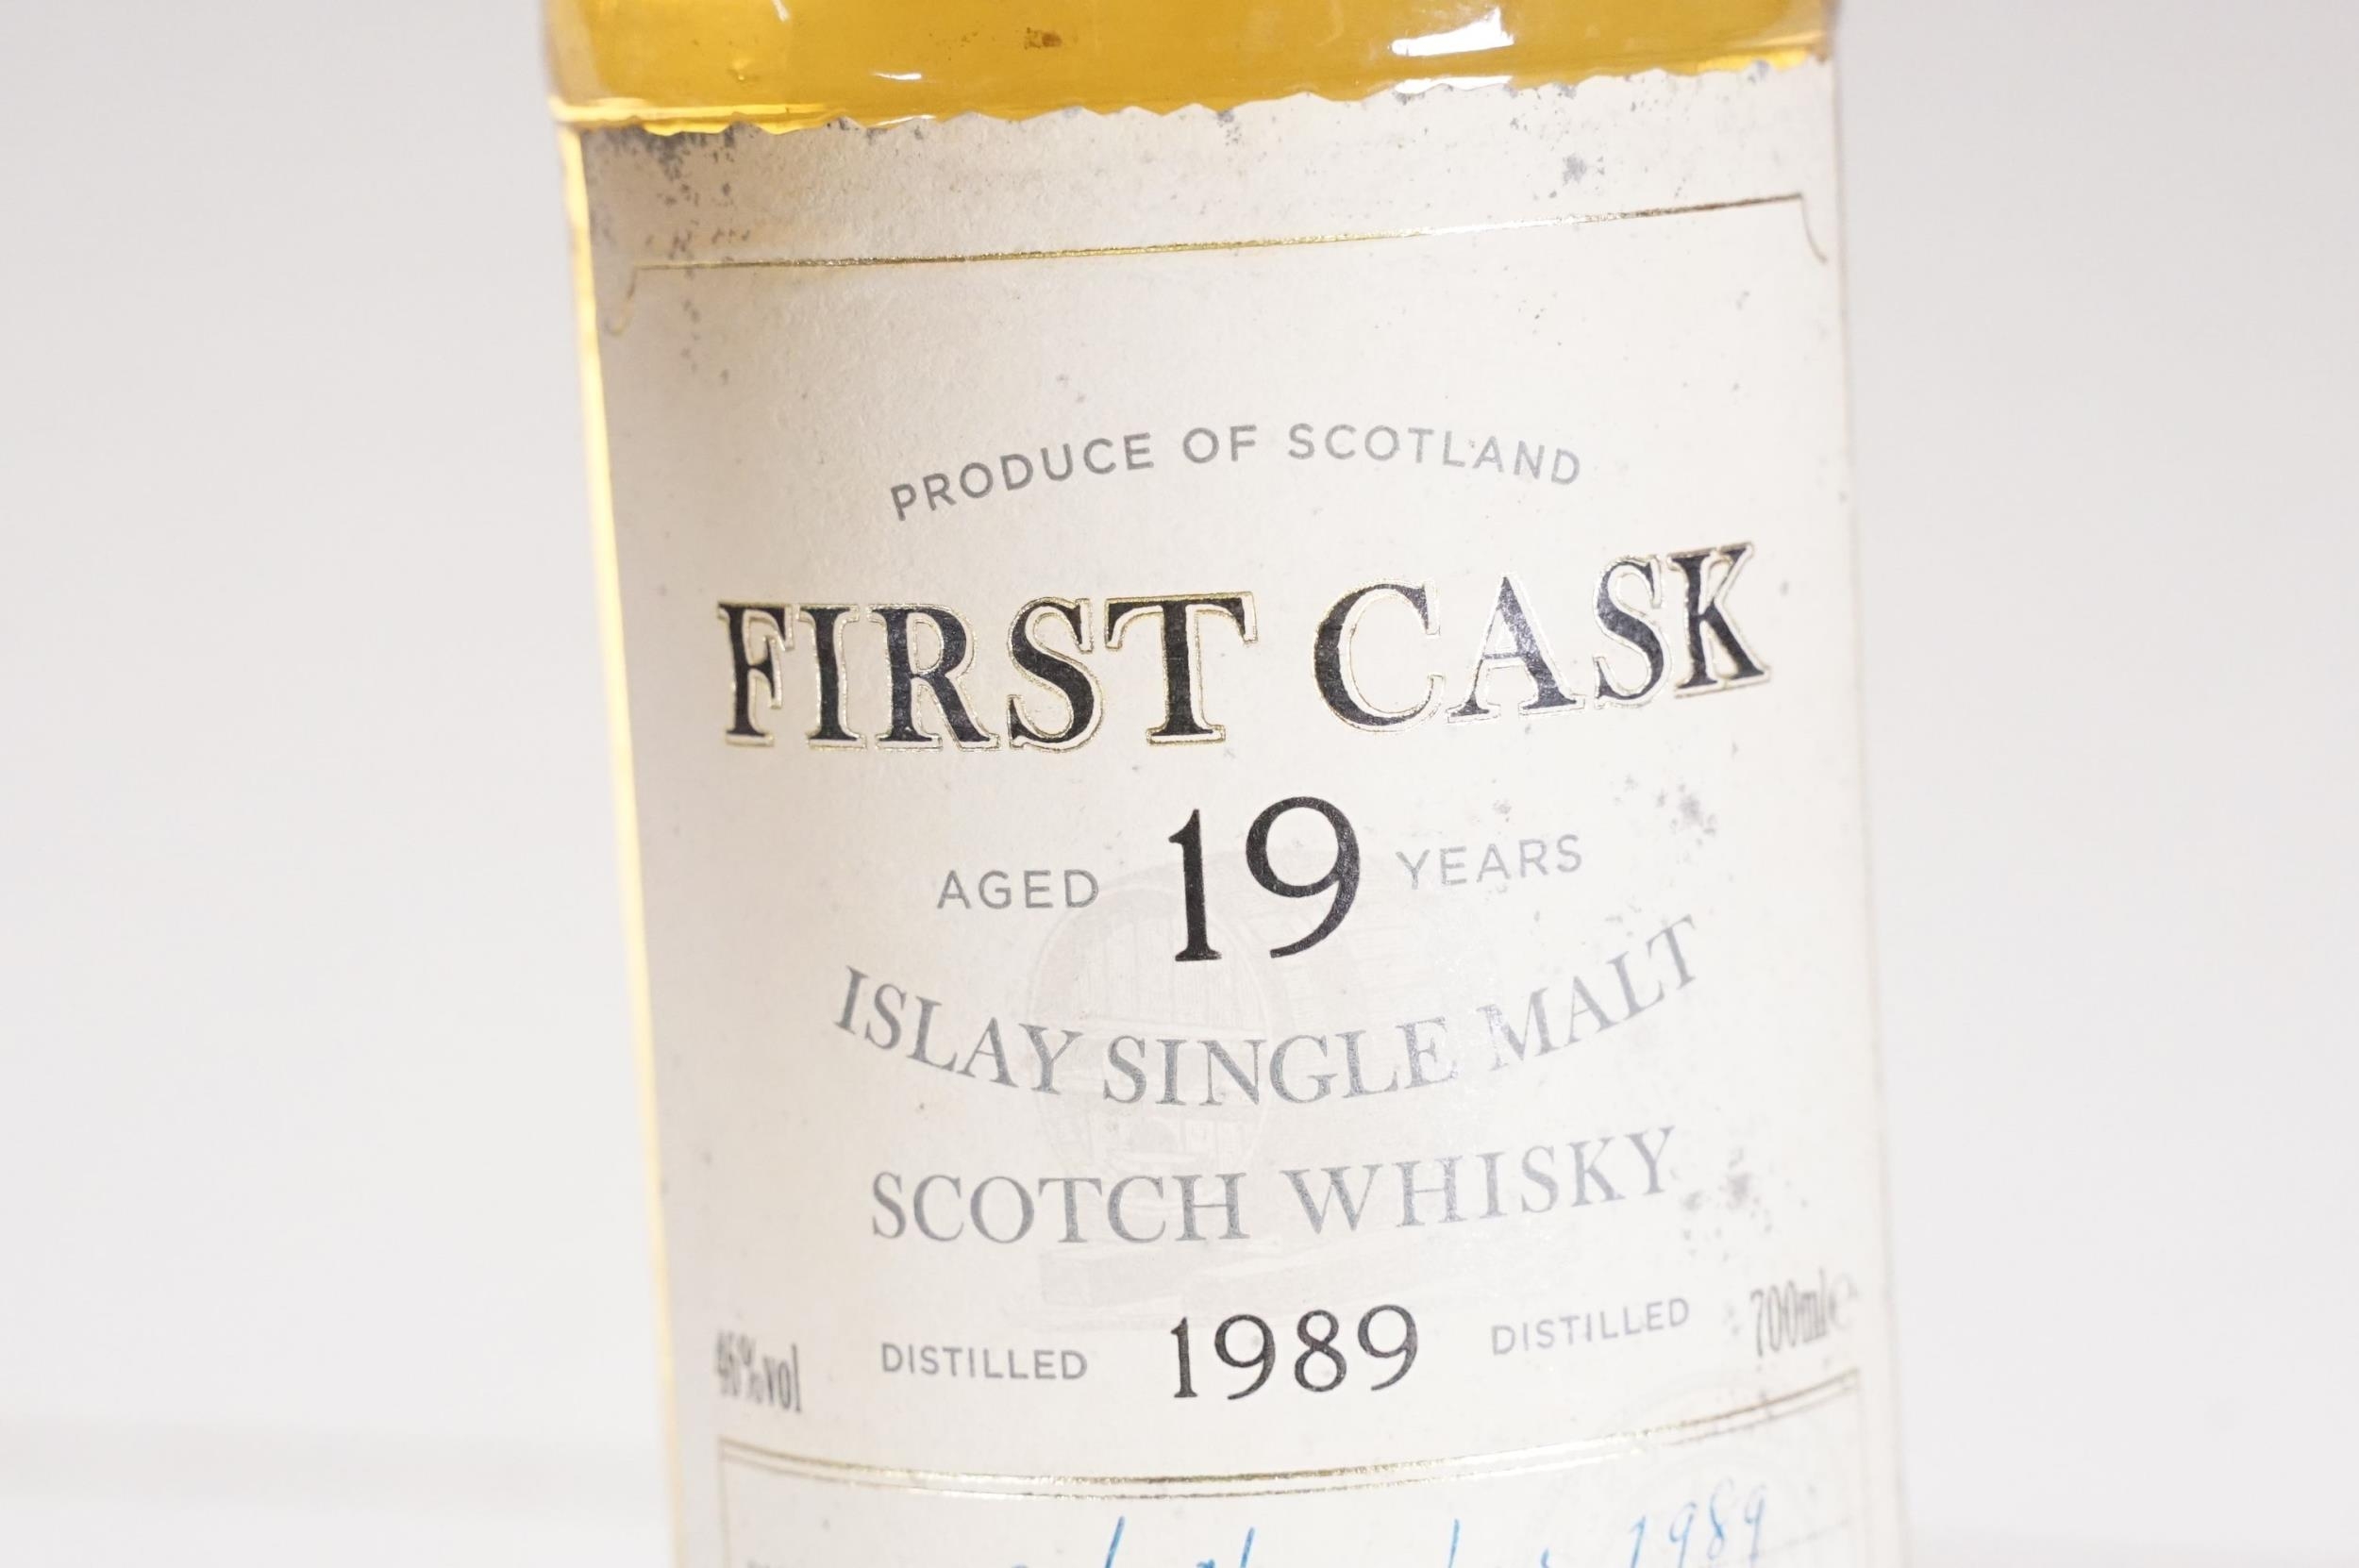 PRODUCE OF SCOTLAND
FIRST CASK
AGED 19 YEARS
ISLAY SINGLE MALT
SCOTCH WHISKY
46%vol DISTILLED 1989 DISTILLED 700ml e
1989